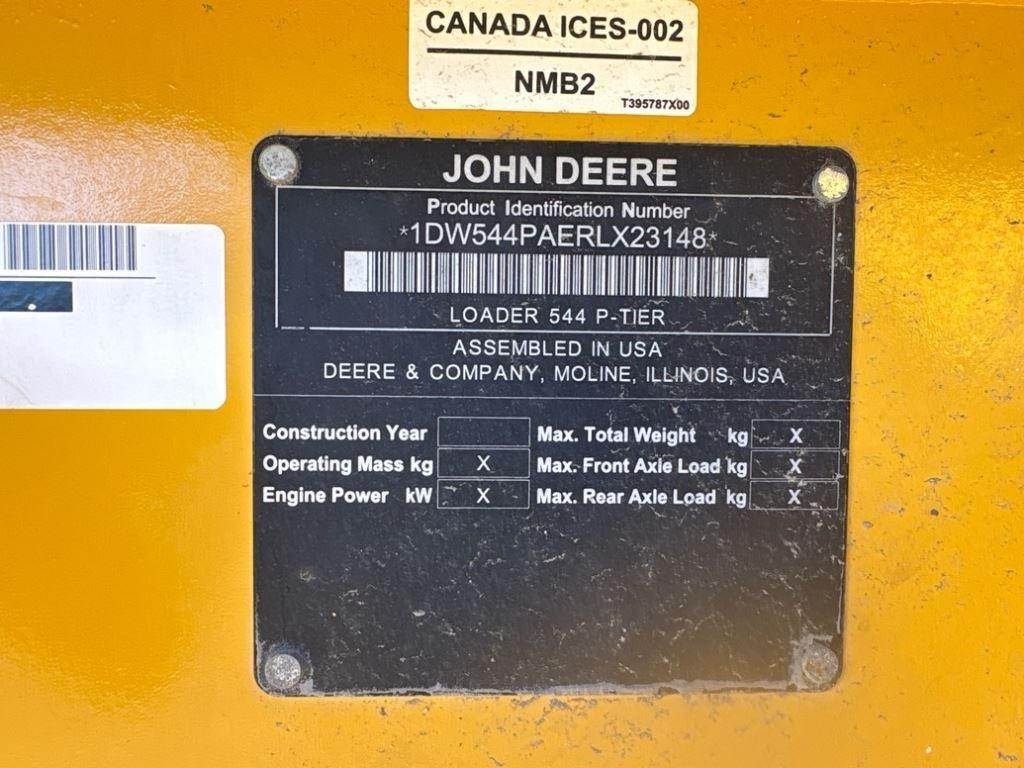 CANADA ICES-002
NMB2
T395787X00
JOHN DEERE
Product Identification Number
*1DW544PAERLX23148*
LOADER 544 P-TIER
ASSEMBLED IN USA
DEERE & COMPANY, MOLINE, ILLINOIS, USA
Construction Year Max. Total Weight kg X
Operating Mass kg X Max. Front Axle Load kg X
Engine Power kW X Max. Rear Axle Load kg X